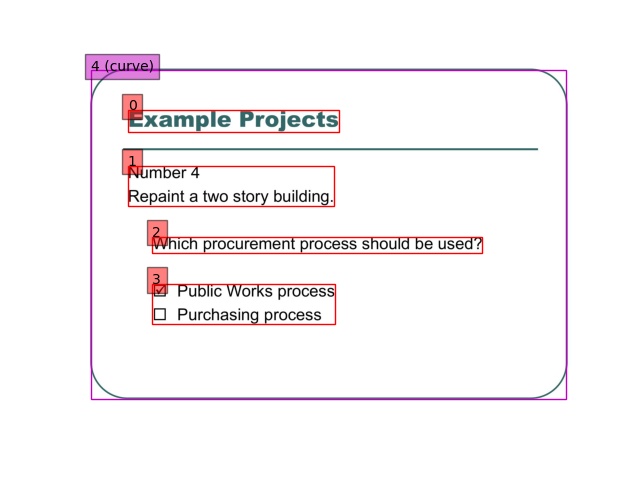 4 (curve)
0
Example Projects
1
Number 4
Repaint a two story building.
2
Which procurement process should be used?
3
☑ Public Works process
☐ Purchasing process